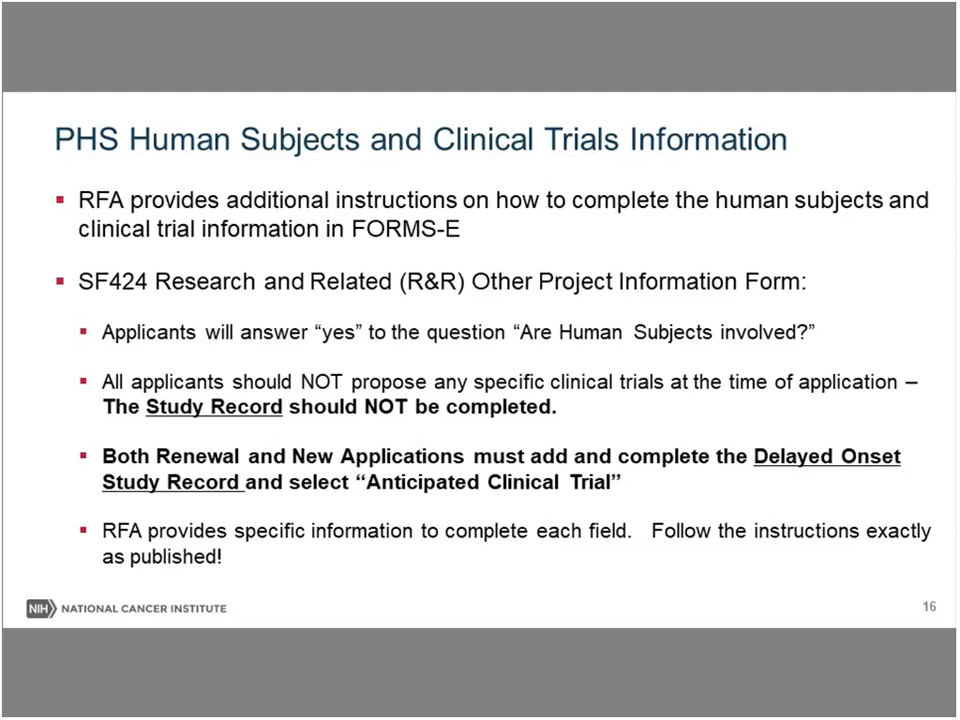 PHS Human Subjects and Clinical Trials Information
▪ RFA provides additional instructions on how to complete the human subjects and
clinical trial information in FORMS-E
▪ SF424 Research and Related (R&R) Other Project Information Form:
▪ Applicants will answer “yes” to the question “Are Human Subjects involved?”
▪ All applicants should NOT propose any specific clinical trials at the time of application –
The Study Record should NOT be completed.
▪ Both Renewal and New Applications must add and complete the Delayed Onset
Study Record and select “Anticipated Clinical Trial”
▪ RFA provides specific information to complete each field. Follow the instructions exactly
as published!
NIH NATIONAL CANCER INSTITUTE
16